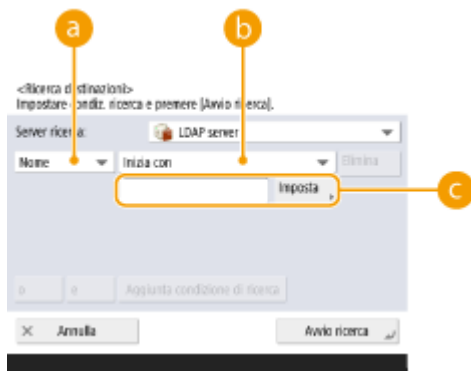 a b
<Ricerca destinazioni>
Impostare condiz. ricerca e premere [Avvio ricerca].
Server ricerca: LDAP server
Nome Inizia con Elimina
Imposta c
o e Aggiunta condizione di ricerca
Annulla Avvio ricerca